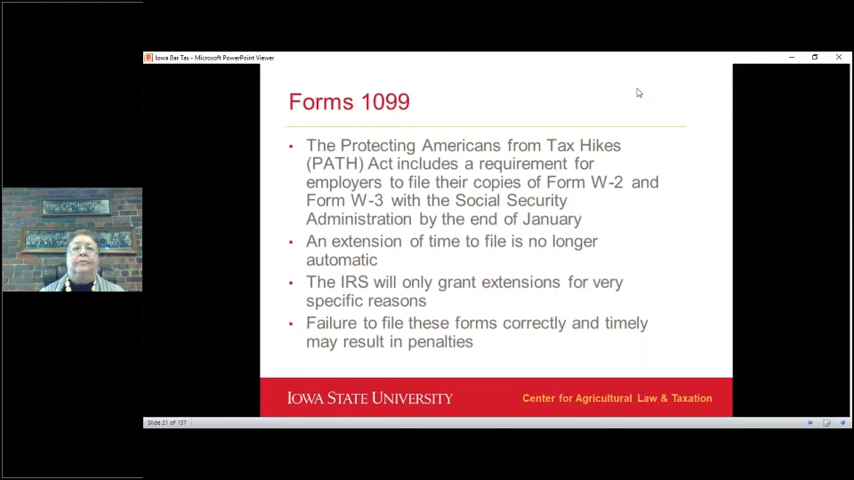 Iowa Bar Tax - Microsoft PowerPoint Viewer
Forms 1099
• The Protecting Americans from Tax Hikes
(PATH) Act includes a requirement for
employers to file their copies of Form W-2 and
Form W-3 with the Social Security
Administration by the end of January
• An extension of time to file is no longer
automatic
• The IRS will only grant extensions for very
specific reasons
• Failure to file these forms correctly and timely
may result in penalties
IOWA STATE UNIVERSITY
Center for Agricultural Law & Taxation
Slide 21 of 157